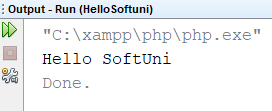 Output - Run (HelloSoftuni)
"C:\xampp\php\php.exe"
Hello SoftUni
Done.